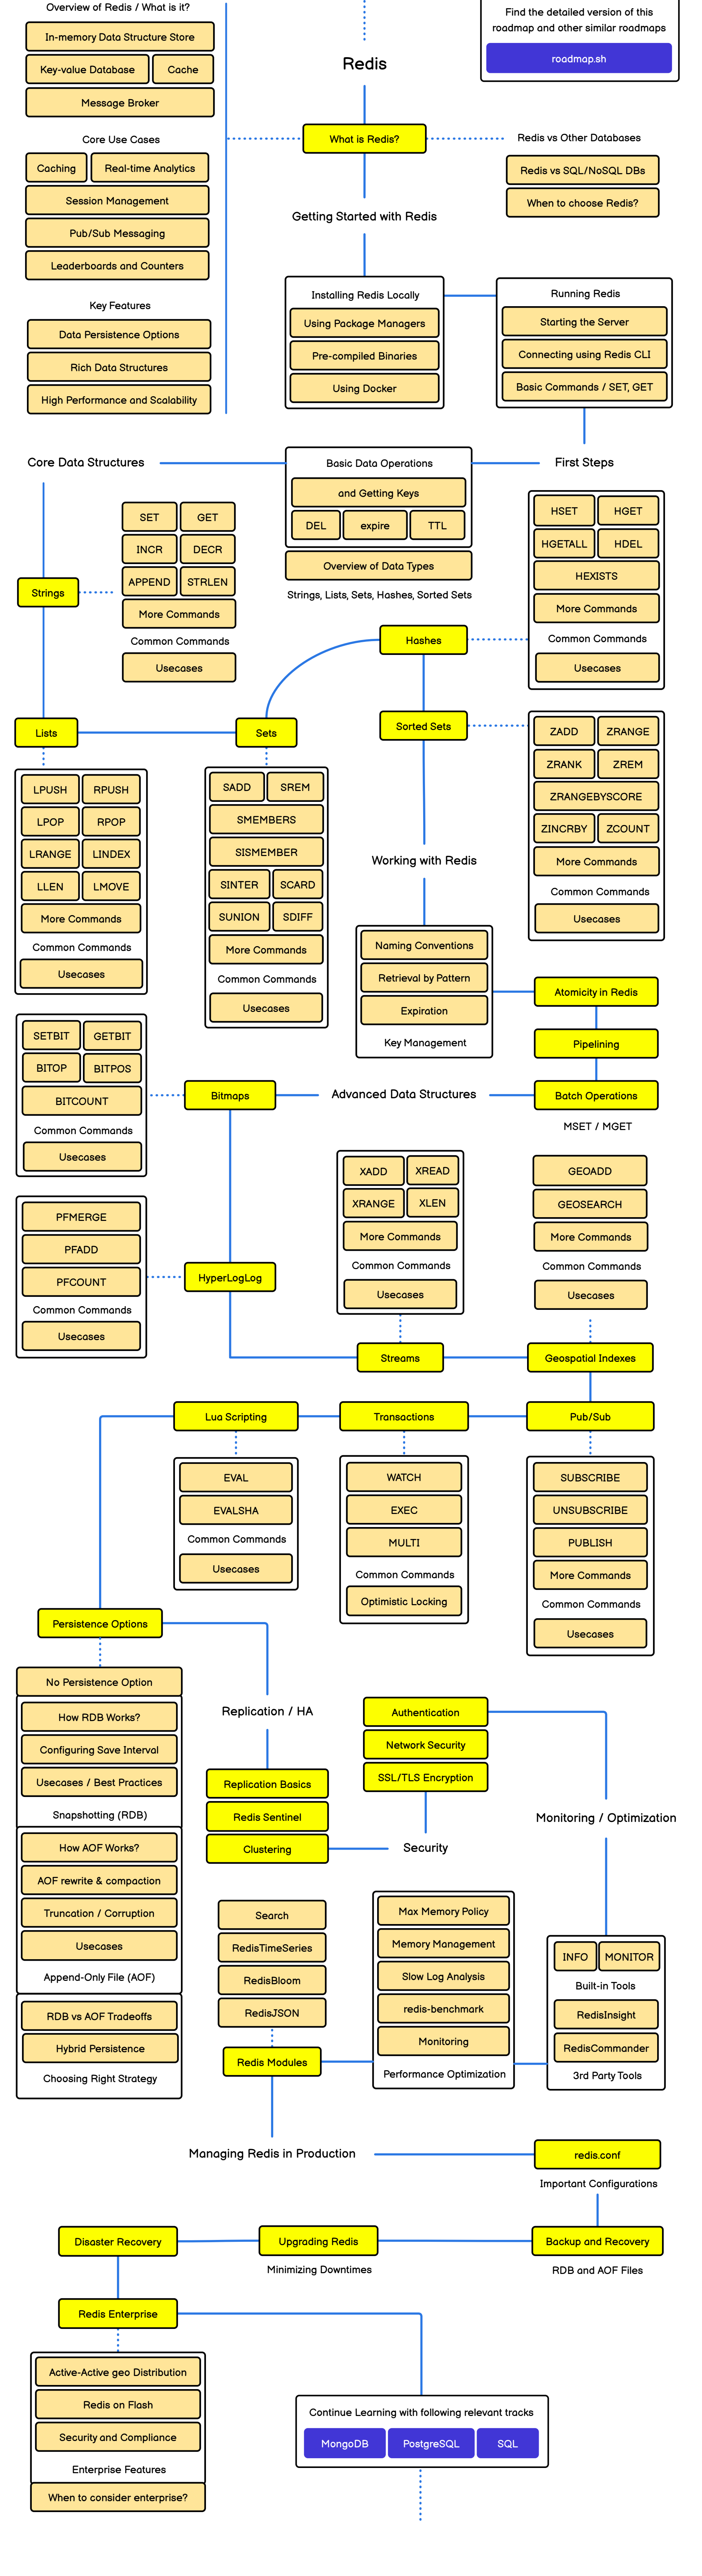 Overview of Redis / What is it?
In-memory Data Structure Store
Key-value Database
Cache
Message Broker
Core Use Cases
Caching
Real-time Analytics
Session Management
Pub/Sub Messaging
Leaderboards and Counters
Key Features
Data Persistence Options
Rich Data Structures
High Performance and Scalability
Find the detailed version of this
roadmap and other similar roadmaps
roadmap.sh
Redis
What is Redis?
Redis vs Other Databases
Redis vs SQL/NoSQL DBs
When to choose Redis?
Getting Started with Redis
Installing Redis Locally
Using Package Managers
Pre-compiled Binaries
Using Docker
Running Redis
Starting the Server
Connecting using Redis CLI
Basic Commands / SET, GET
First Steps
Basic Data Operations
and Getting Keys
DEL
expire
TTL
Overview of Data Types
Strings, Lists, Sets, Hashes, Sorted Sets
Core Data Structures
Strings
SET
GET
INCR
DECR
APPEND
STRLEN
More Commands
Common Commands
Usecases
Lists
LPUSH
RPUSH
LPOP
RPOP
LRANGE
LINDEX
LLEN
LMOVE
More Commands
Common Commands
Usecases
Sets
SADD
SREM
SMEMBERS
SISMEMBER
SINTER
SCARD
SUNION
SDIFF
More Commands
Common Commands
Usecases
Hashes
HSET
HGET
HGETALL
HDEL
HEXISTS
More Commands
Common Commands
Usecases
Sorted Sets
ZADD
ZRANGE
ZRANK
ZREM
ZRANGEBYSCORE
ZINCRBY
ZCOUNT
More Commands
Common Commands
Usecases
Working with Redis
Naming Conventions
Retrieval by Pattern
Expiration
Key Management
Atomicity in Redis
Pipelining
Batch Operations
MSET / MGET
Advanced Data Structures
Bitmaps
SETBIT
GETBIT
BITOP
BITPOS
BITCOUNT
Common Commands
Usecases
HyperLogLog
PFMERGE
PFADD
PFCOUNT
Common Commands
Usecases
XADD
XREAD
XRANGE
XLEN
More Commands
Common Commands
Usecases
Streams
GEOADD
GEOSEARCH
More Commands
Common Commands
Usecases
Geospatial Indexes
Pub/Sub
SUBSCRIBE
UNSUBSCRIBE
PUBLISH
More Commands
Common Commands
Usecases
Transactions
WATCH
EXEC
MULTI
Common Commands
Optimistic Locking
Lua Scripting
EVAL
EVALSHA
Common Commands
Usecases
Persistence Options
No Persistence Option
How RDB Works?
Configuring Save Interval
Usecases / Best Practices
Snapshotting (RDB)
How AOF Works?
AOF rewrite & compaction
Truncation / Corruption
Usecases
Append-Only File (AOF)
RDB vs AOF Tradeoffs
Hybrid Persistence
Choosing Right Strategy
Replication / HA
Replication Basics
Redis Sentinel
Clustering
Security
Authentication
Network Security
SSL/TLS Encryption
Monitoring / Optimization
INFO
MONITOR
Built-in Tools
RedisInsight
RedisCommander
3rd Party Tools
Max Memory Policy
Memory Management
Slow Log Analysis
redis-benchmark
Monitoring
Performance Optimization
Search
RedisTimeSeries
RedisBloom
RedisJSON
Redis Modules
Managing Redis in Production
redis.conf
Important Configurations
Backup and Recovery
RDB and AOF Files
Upgrading Redis
Minimizing Downtimes
Disaster Recovery
Redis Enterprise
Active-Active geo Distribution
Redis on Flash
Security and Compliance
Enterprise Features
When to consider enterprise?
Continue Learning with following relevant tracks
MongoDB
PostgreSQL
SQL